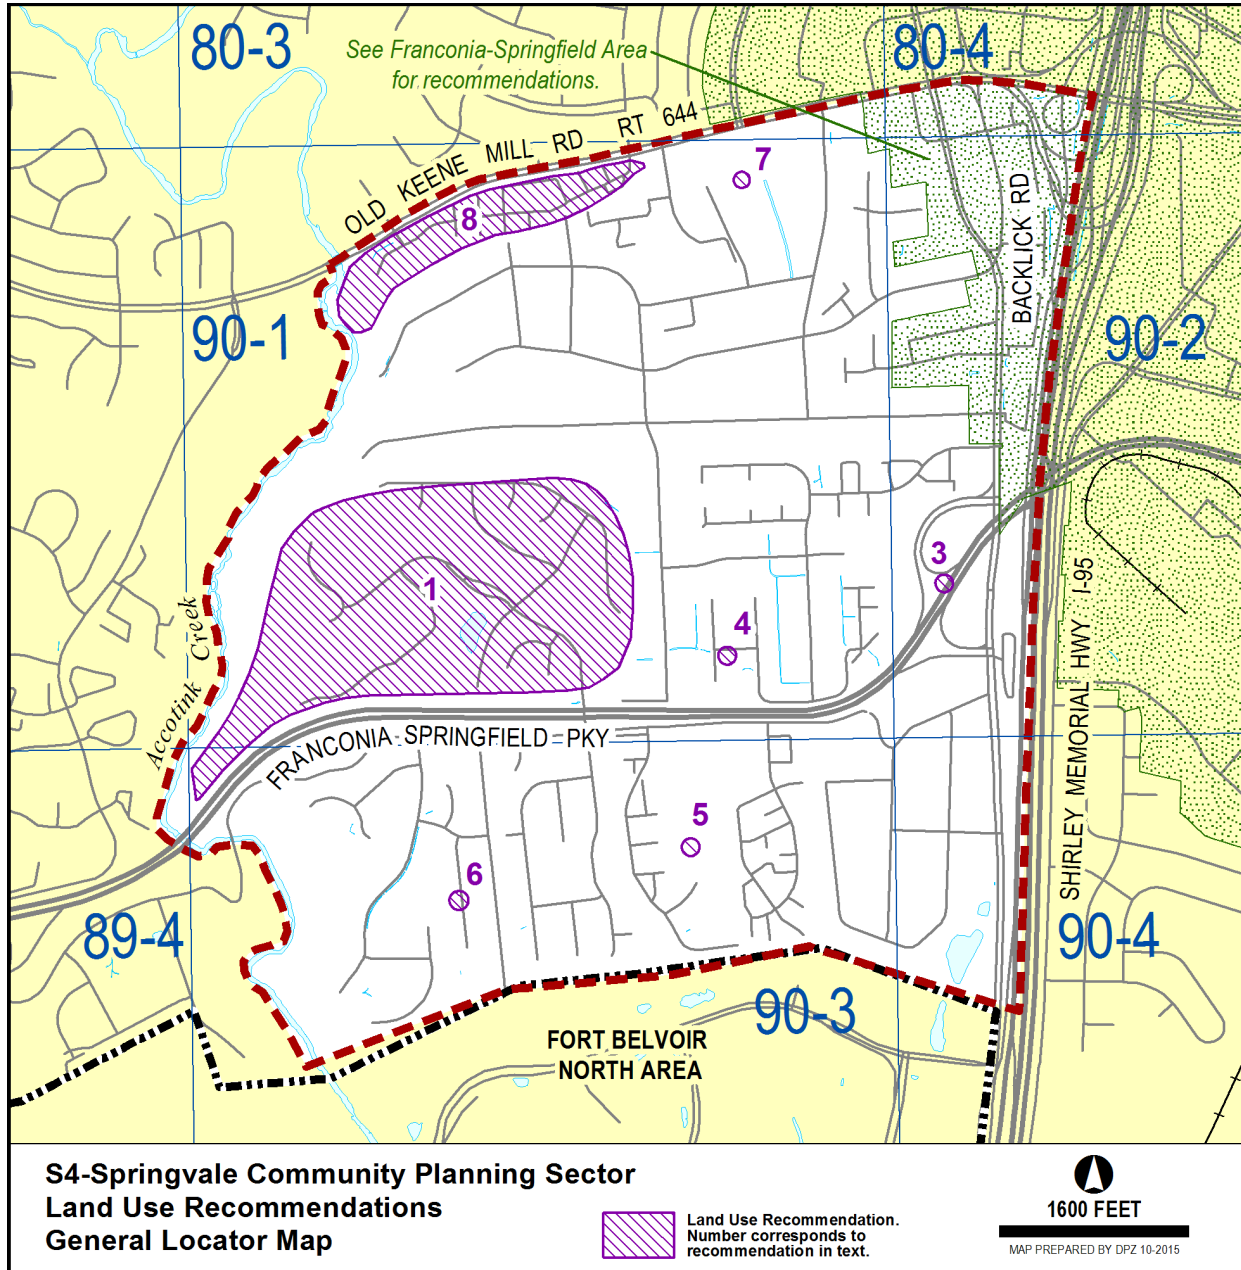 80-3
80-4
See Franconia-Springfield Area
for recommendations.
OLD KEENE MILL RD RT 644
7
8
BACKLICK RD
90-1
90-2
3
1
4
Accotink Creek
SHIRLEY MEMORIAL HWY I-95
FRANCONIA SPRINGFIELD PKY
5
6
89-4
90-4
90-3
FORT BELVOIR
NORTH AREA
S4-Springvale Community Planning Sector
Land Use Recommendations
General Locator Map
Land Use Recommendation.
Number corresponds to
recommendation in text.
1600 FEET
MAP PREPARED BY DPZ 10-2015